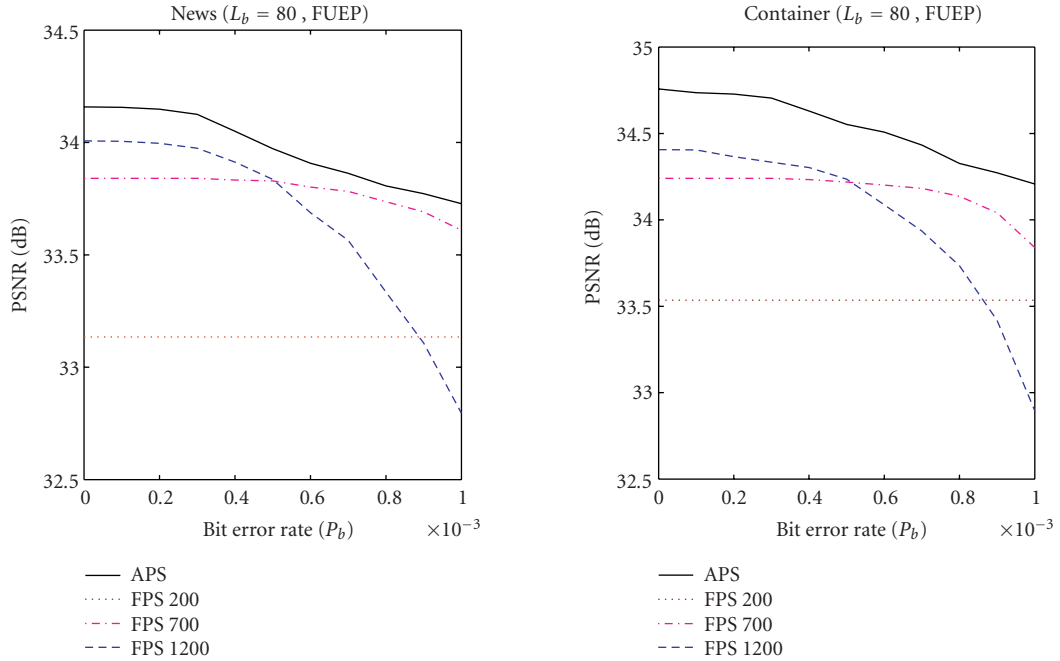 News (L_b = 80 , FUEP)
34.5
34
33.5
33
32.5
PSNR (dB)
0
0.2
0.4
0.6
0.8
1
Bit error rate (P_b)
×10⁻³
APS
FPS 200
FPS 700
FPS 1200
Container (L_b = 80 , FUEP)
35
34.5
34
33.5
33
32.5
PSNR (dB)
0
0.2
0.4
0.6
0.8
1
Bit error rate (P_b)
×10⁻³
APS
FPS 200
FPS 700
FPS 1200